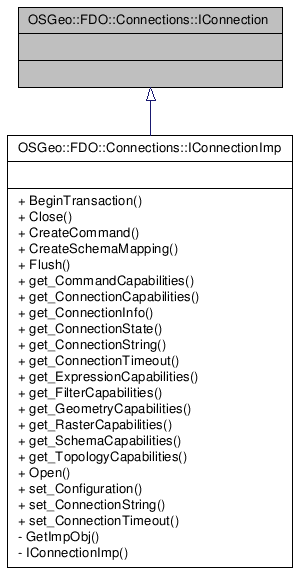 OSGeo::FDO::Connections::IConnection
OSGeo::FDO::Connections::IConnectionImp
+ BeginTransaction()
+ Close()
+ CreateCommand()
+ CreateSchemaMapping()
+ Flush()
+ get_CommandCapabilities()
+ get_ConnectionCapabilities()
+ get_ConnectionInfo()
+ get_ConnectionState()
+ get_ConnectionString()
+ get_ConnectionTimeout()
+ get_ExpressionCapabilities()
+ get_FilterCapabilities()
+ get_GeometryCapabilities()
+ get_RasterCapabilities()
+ get_SchemaCapabilities()
+ get_TopologyCapabilities()
+ Open()
+ set_Configuration()
+ set_ConnectionString()
+ set_ConnectionTimeout()
- GetImpObj()
- IConnectionImp()